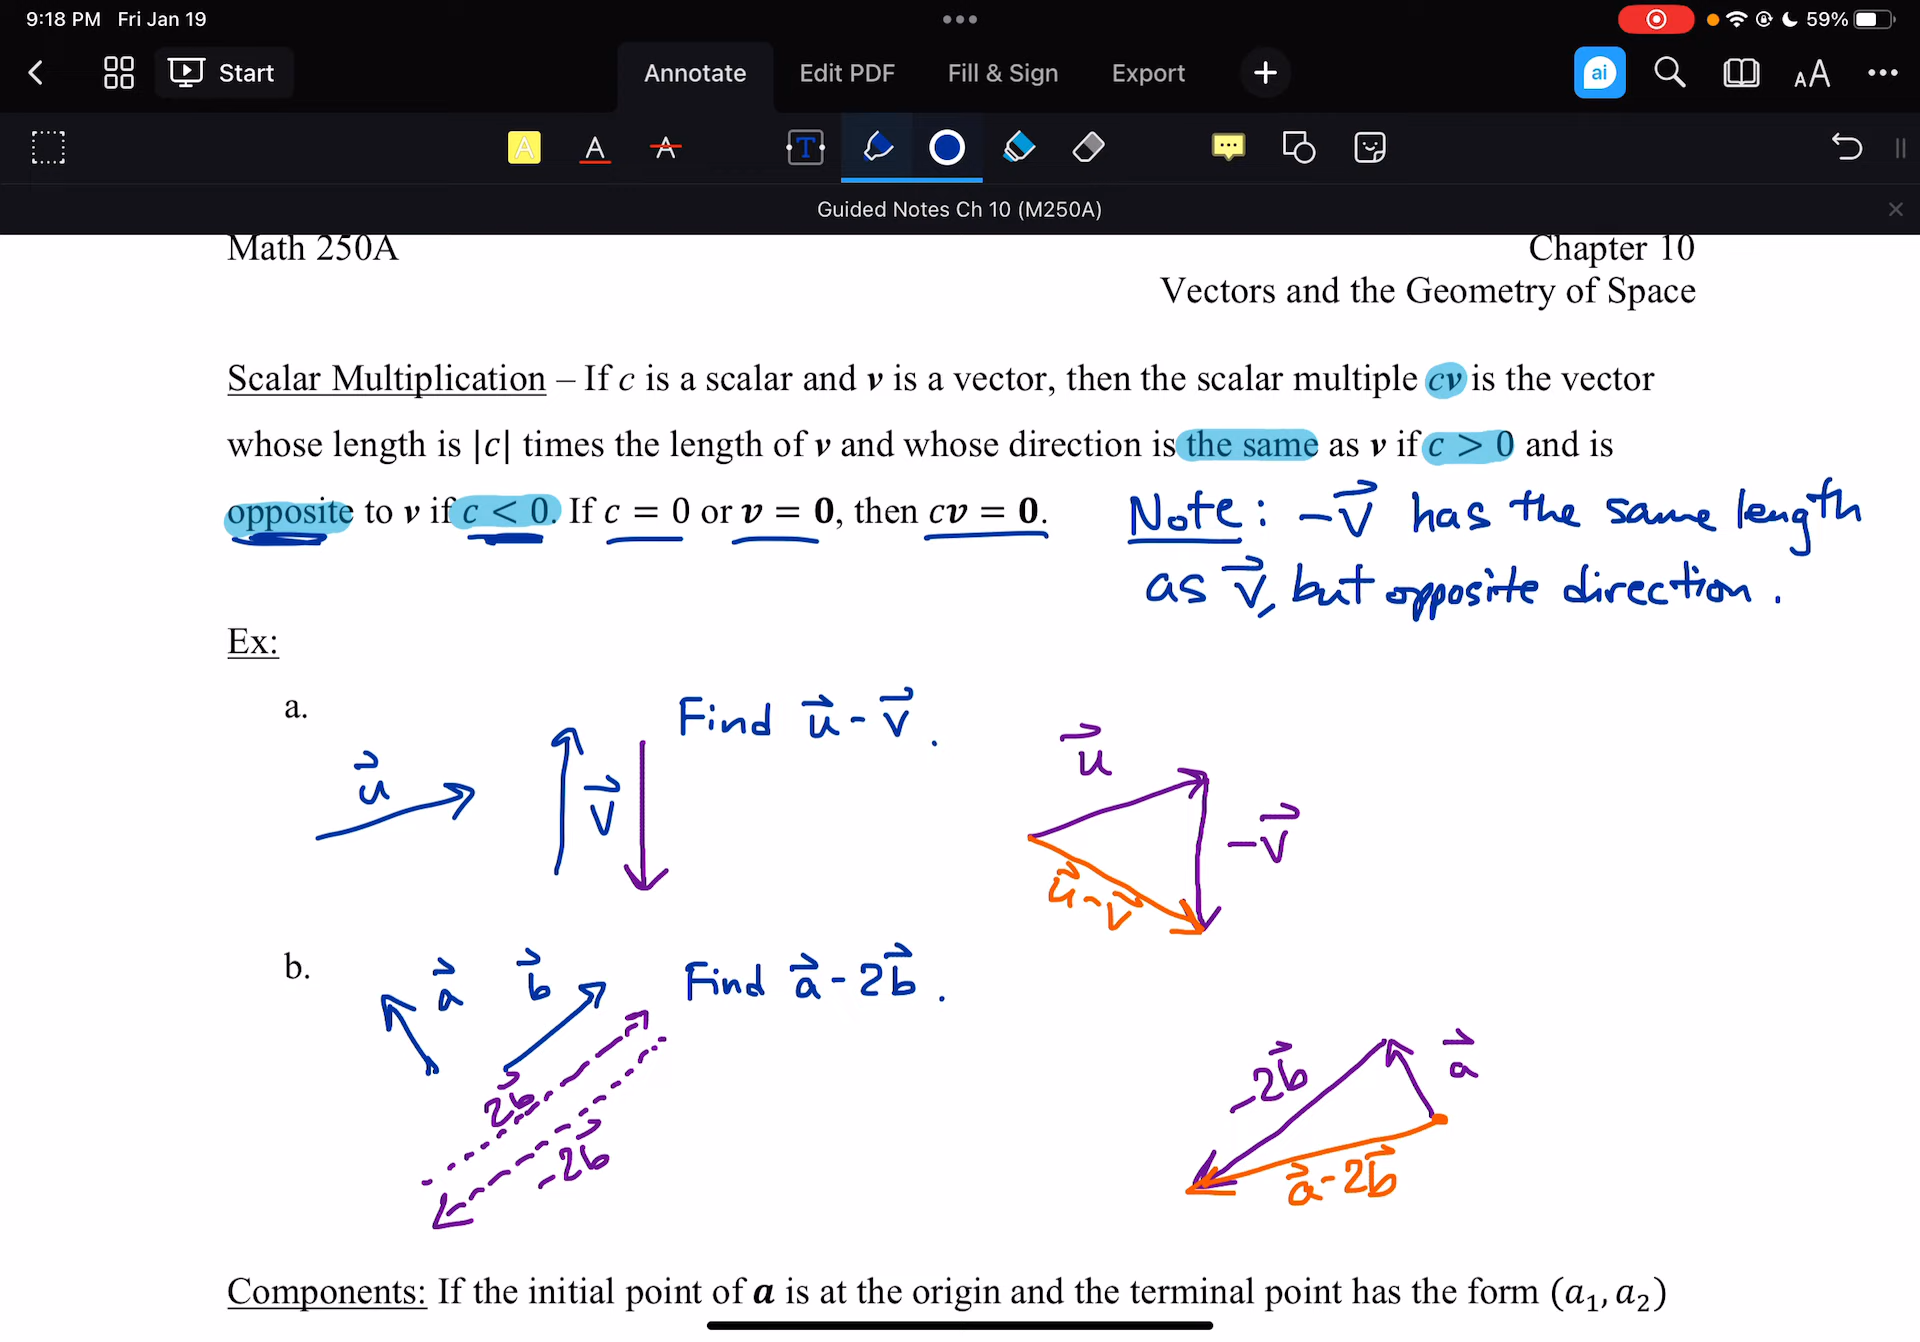 9:18 PM Fri Jan 19
59%
Start
Annotate
Edit PDF
Fill & Sign
Export
ai
AA
A A A T
Guided Notes Ch 10 (M250A)
Math 250A
Chapter 10
Vectors and the Geometry of Space
Scalar Multiplication – If c is a scalar and v is a vector, then the scalar multiple cv is the vector
whose length is |c| times the length of v and whose direction is the same as v if c > 0 and is
opposite to v if c < 0. If c = 0 or v = 0, then cv = 0.
Note: -v⃗ has the same length
as v⃗, but opposite direction.
Ex:
a.
u⃗
v⃗
Find u⃗ - v⃗.
u⃗
-v⃗
u⃗-v⃗
b.
a⃗
b⃗
Find a⃗ - 2b⃗.
2b⃗
-2b⃗
-2b⃗
a⃗
a⃗-2b⃗
Components: If the initial point of a is at the origin and the terminal point has the form (a₁, a₂)